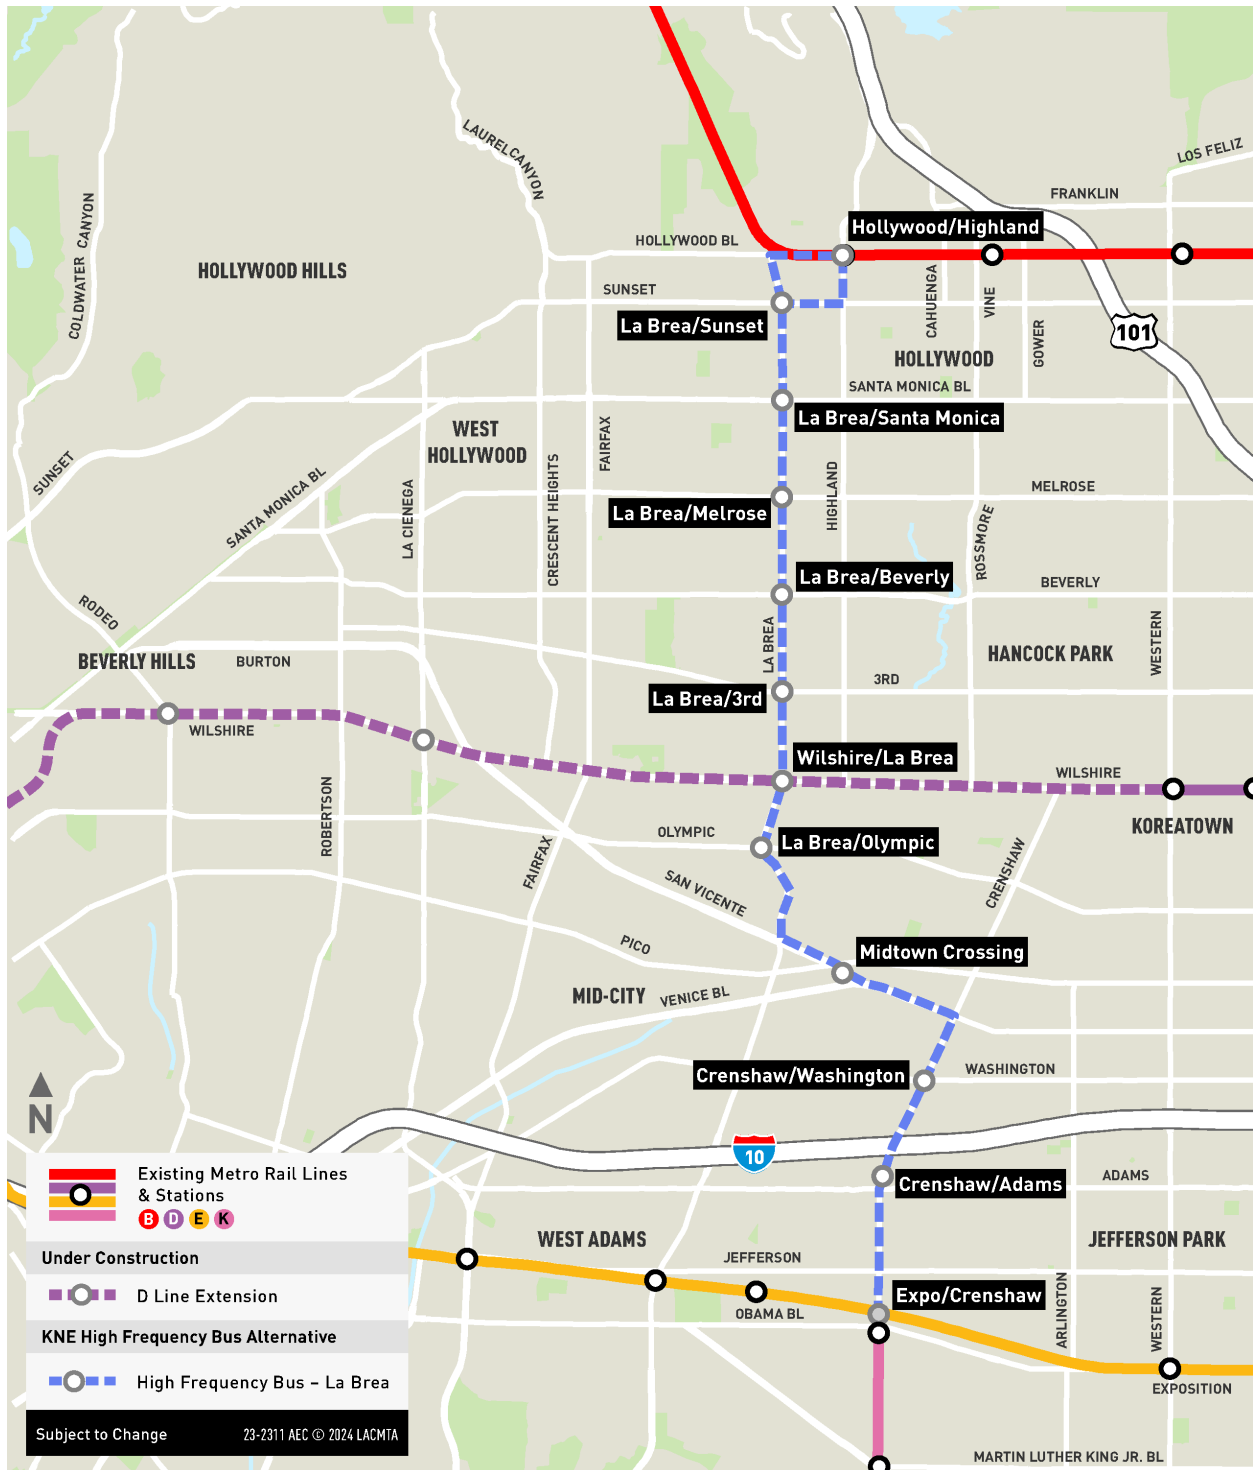 LOS FELIZ
LAURELCANYON
FRANKLIN
COLDWATER CANYON
Hollywood/Highland
HOLLYWOOD BL
HOLLYWOOD HILLS
SUNSET
CAHUENGA
VINE
GOWER
La Brea/Sunset
101
HOLLYWOOD
SANTA MONICA BL
La Brea/Santa Monica
WEST
HOLLYWOOD
FAIRFAX
SUNSET
SANTA MONICA BL
LA CIENEGA
CRESCENT HEIGHTS
HIGHLAND
MELROSE
La Brea/Melrose
ROSSMORE
La Brea/Beverly
BEVERLY
RODEO
LA BREA
WESTERN
BEVERLY HILLS
BURTON
HANCOCK PARK
3RD
La Brea/3rd
WILSHIRE
Wilshire/La Brea
WILSHIRE
ROBERTSON
KOREATOWN
OLYMPIC
La Brea/Olympic
FAIRFAX
CRENSHAW
SAN VICENTE
PICO
Midtown Crossing
MID-CITY
VENICE BL
Crenshaw/Washington
WASHINGTON
N
10
ADAMS
Crenshaw/Adams
WEST ADAMS
JEFFERSON
JEFFERSON PARK
Expo/Crenshaw
OBAMA BL
ARLINGTON
WESTERN
EXPOSITION
MARTIN LUTHER KING JR. BL
Existing Metro Rail Lines
& Stations
B D E K
Under Construction
D Line Extension
KNE High Frequency Bus Alternative
High Frequency Bus – La Brea
Subject to Change
23-2311 AEC © 2024 LACMTA